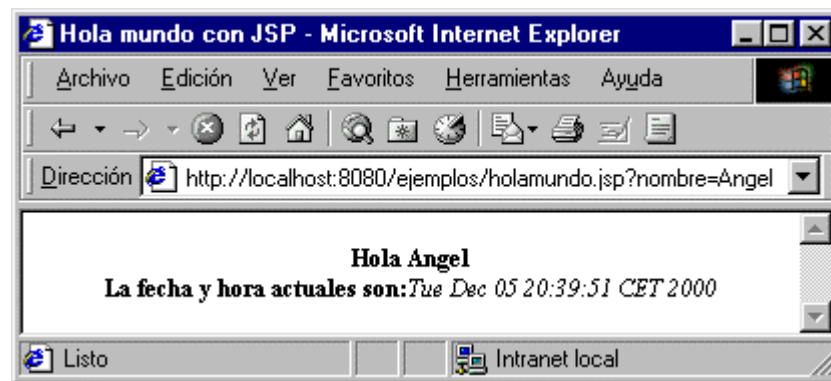 Hola mundo con JSP - Microsoft Internet Explorer
Archivo Edición Ver Favoritos Herramientas Ayuda
Dirección http://localhost:8080/ejemplos/holamundo.jsp?nombre=Angel
Hola Angel
La fecha y hora actuales son:Tue Dec 05 20:39:51 CET 2000
Listo Intranet local